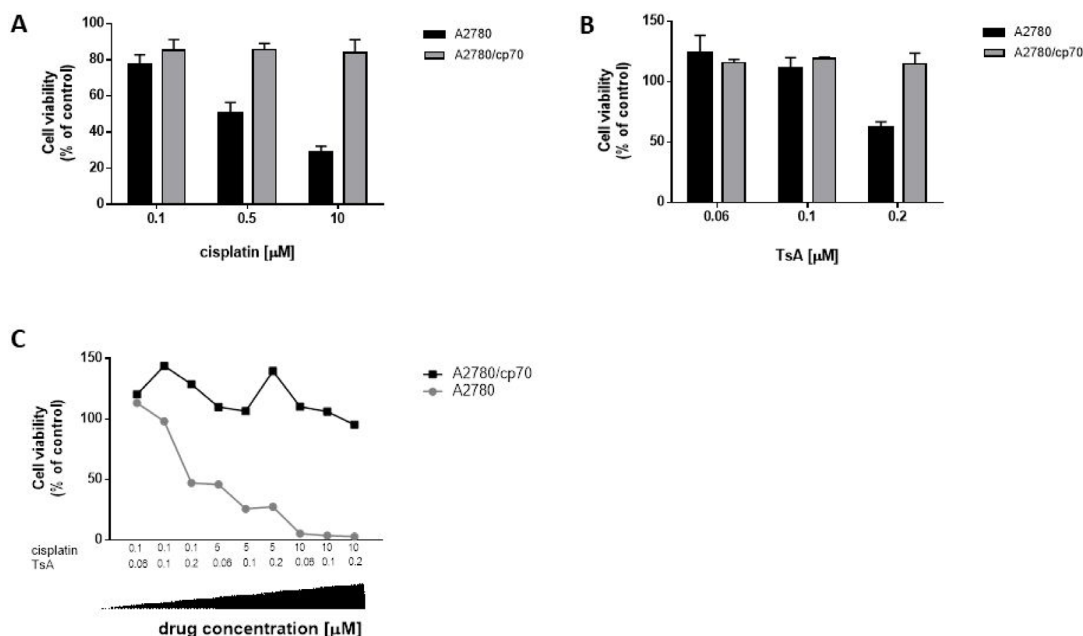 A
Cell viability
(% of control)
100
80
60
40
20
0
0.1 0.5 10
cisplatin [μM]
A2780
A2780/cp70
B
Cell viability
(% of control)
150
100
50
0
0.06 0.1 0.2
TsA [μM]
A2780
A2780/cp70
C
Cell viability
(% of control)
150
100
50
0
A2780/cp70
A2780
cisplatin 0.1 0.1 0.1 5 5 5 10 10 10
TsA 0.06 0.1 0.2 0.06 0.1 0.2 0.06 0.1 0.2
drug concentration [μM]